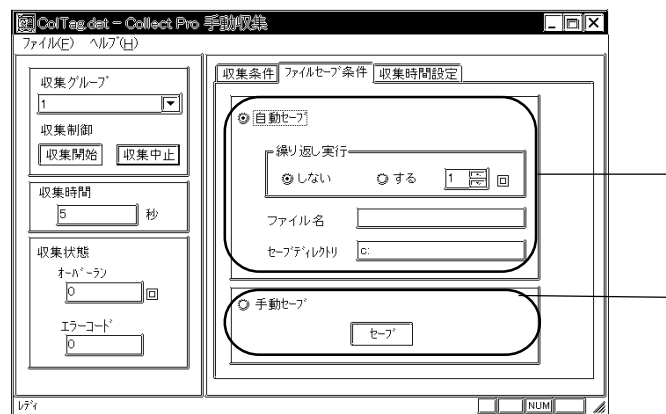 ColTag.dat - Collect Pro 手動収集
ファイル(F) ヘルプ(H)
収集グループ
1
収集制御
収集開始 収集中止
収集時間
5 秒
収集状態
オーバーラン
0 回
エラーコード
0
収集条件 ファイルセーブ条件 収集時間設定
自動セーブ
繰り返し実行
しない する 1 回
ファイル名
セーブディレクトリ c:
手動セーブ
セーブ
レディ NUM